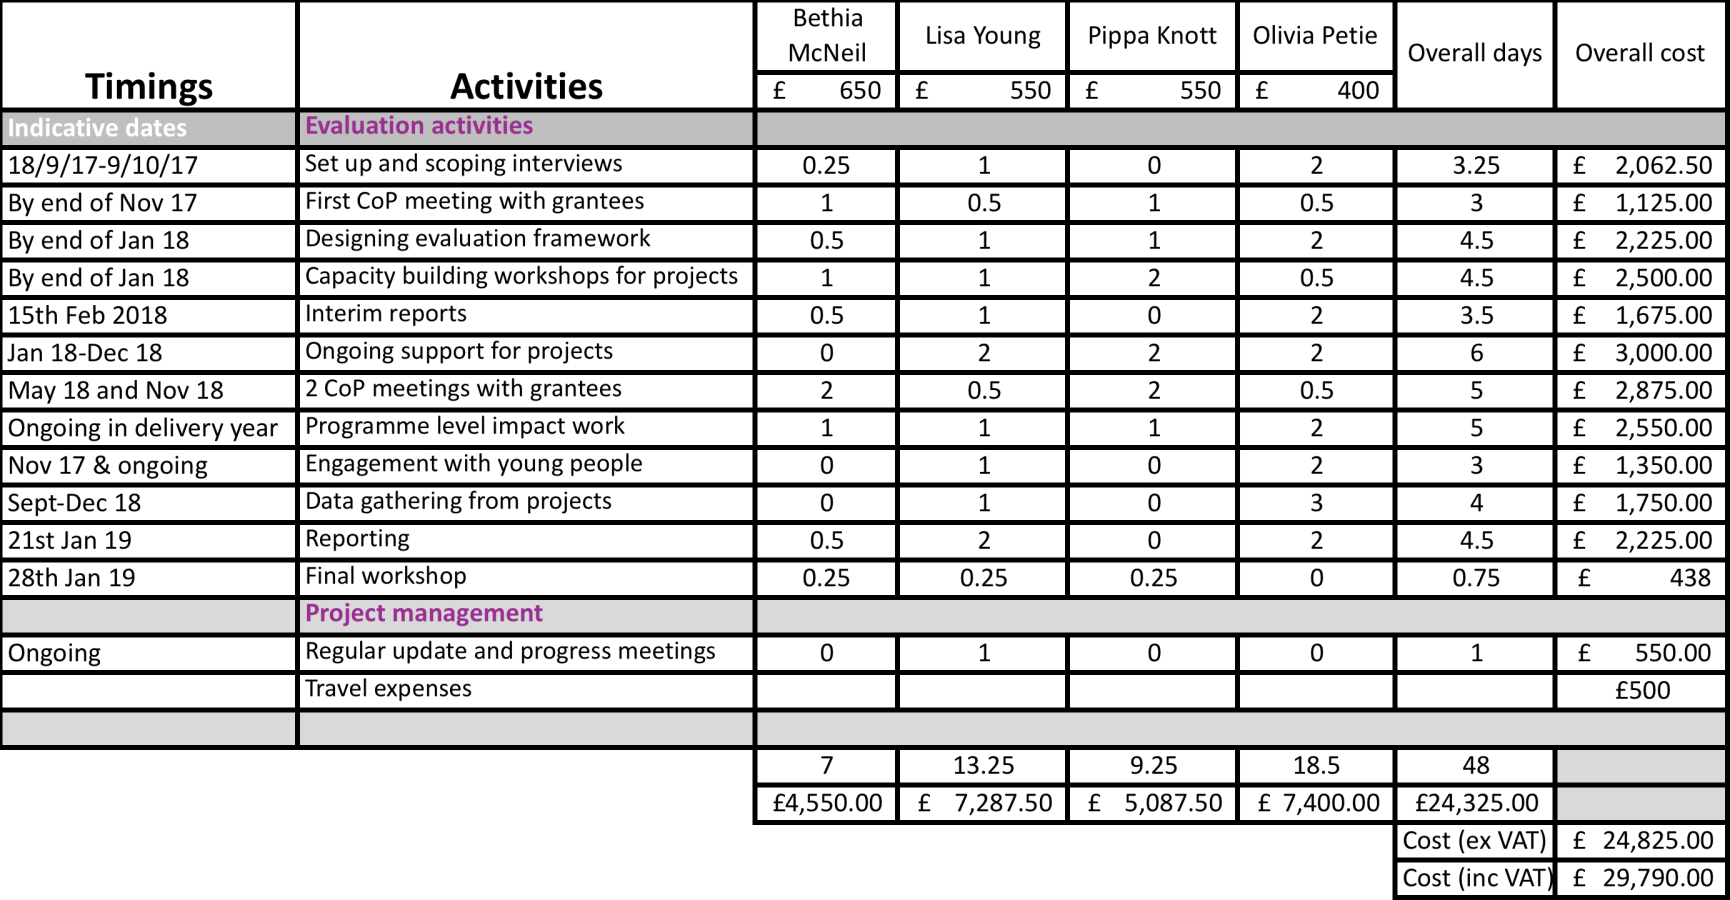 Timings Activities Bethia McNeil Lisa Young Pippa Knott Olivia Petie Overall days Overall cost
£ 650 £ 550 £ 550 £ 400
Indicative dates Evaluation activities
18/9/17-9/10/17 Set up and scoping interviews 0.25 1 0 2 3.25 £ 2,062.50
By end of Nov 17 First CoP meeting with grantees 1 0.5 1 0.5 3 £ 1,125.00
By end of Jan 18 Designing evaluation framework 0.5 1 1 2 4.5 £ 2,225.00
By end of Jan 18 Capacity building workshops for projects 1 1 2 0.5 4.5 £ 2,500.00
15th Feb 2018 Interim reports 0.5 1 0 2 3.5 £ 1,675.00
Jan 18-Dec 18 Ongoing support for projects 0 2 2 2 6 £ 3,000.00
May 18 and Nov 18 2 CoP meetings with grantees 2 0.5 2 0.5 5 £ 2,875.00
Ongoing in delivery year Programme level impact work 1 1 1 2 5 £ 2,550.00
Nov 17 & ongoing Engagement with young people 0 1 0 2 3 £ 1,350.00
Sept-Dec 18 Data gathering from projects 0 1 0 3 4 £ 1,750.00
21st Jan 19 Reporting 0.5 2 0 2 4.5 £ 2,225.00
28th Jan 19 Final workshop 0.25 0.25 0.25 0 0.75 £ 438
Project management
Ongoing Regular update and progress meetings 0 1 0 0 1 £ 550.00
Travel expenses £500
7 13.25 9.25 18.5 48
£4,550.00 £ 7,287.50 £ 5,087.50 £ 7,400.00 £24,325.00
Cost (ex VAT) £ 24,825.00
Cost (inc VAT) £ 29,790.00